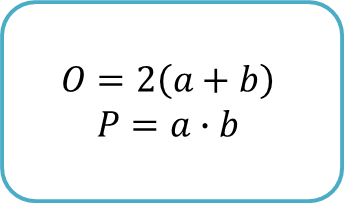 O = 2(a + b)
P = a · b